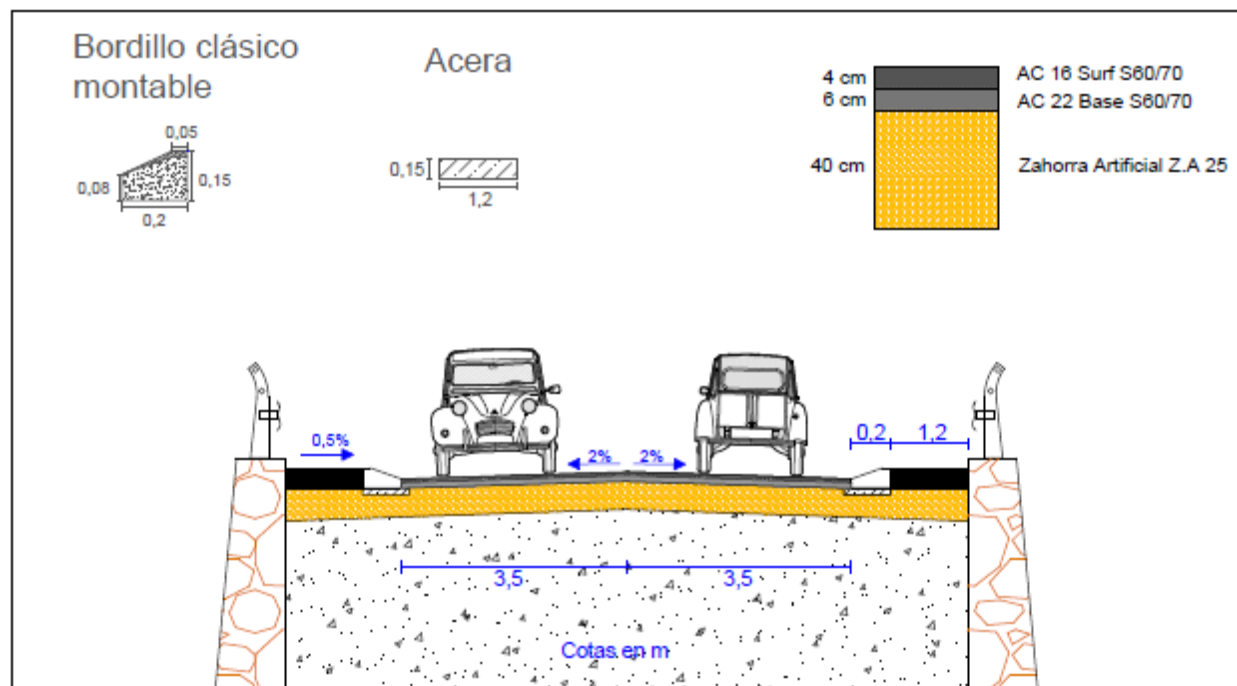 Bordillo clásico
montable
Acera
0,05
0,08
0,15
0,2
0,15
1,2
4 cm
AC 16 Surf S60/70
6 cm
AC 22 Base S60/70
40 cm
Zahorra Artificial Z.A 25
0,5%
2%
2%
0,2
1,2
3,5
3,5
Cotas en m